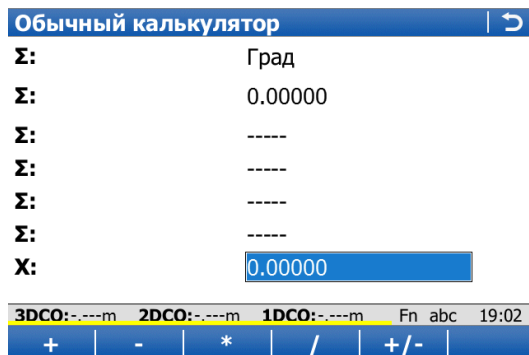 Обычный калькулятор
Σ: Град
Σ: 0.00000
Σ: -----
Σ: -----
Σ: -----
Σ: -----
X: 0.00000
3DCO:-.---m 2DCO:-.---m 1DCO:-.---m Fn abc 19:02
+ - * / +/-